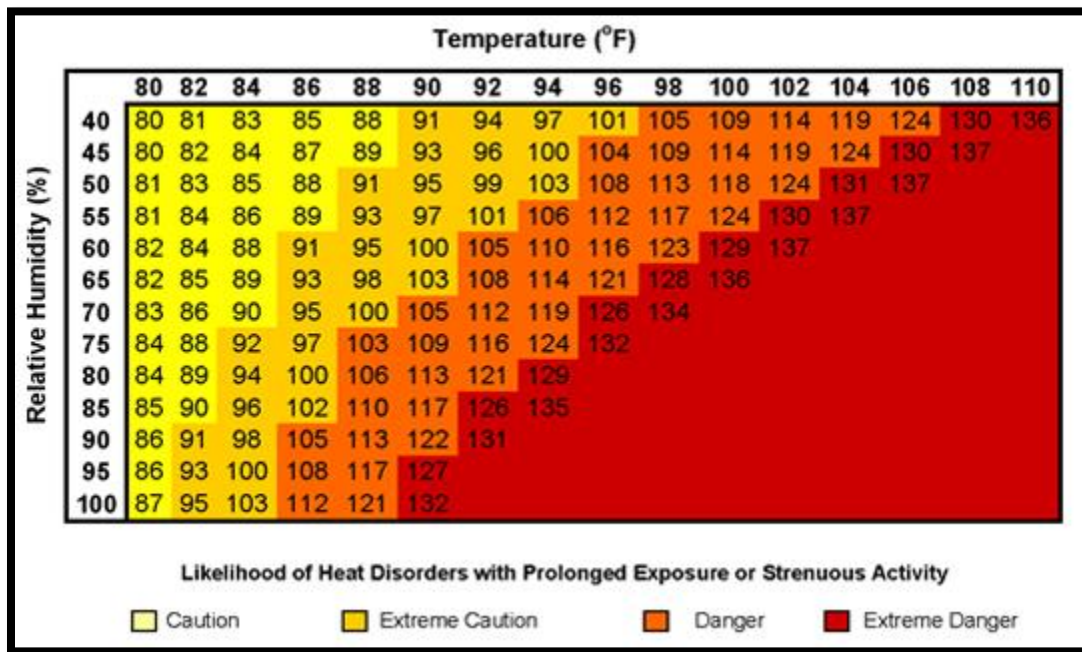 Temperature (°F)
80 82 84 86 88 90 92 94 96 98 100 102 104 106 108 110
Relative Humidity (%)
40 80 81 83 85 88 91 94 97 101 105 109 114 119 124 130 136
45 80 82 84 87 89 93 96 100 104 109 114 119 124 130 137
50 81 83 85 88 91 95 99 103 108 113 118 124 131 137
55 81 84 86 89 93 97 101 106 112 117 124 130 137
60 82 84 88 91 95 100 105 110 116 123 129 137
65 82 85 89 93 98 103 108 114 121 128 136
70 83 86 90 95 100 105 112 119 126 134
75 84 88 92 97 103 109 116 124 132
80 84 89 94 100 106 113 121 129
85 85 90 96 102 110 117 126 135
90 86 91 98 105 113 122 131
95 86 93 100 108 117 127
100 87 95 103 112 121 132
Likelihood of Heat Disorders with Prolonged Exposure or Strenuous Activity
Caution Extreme Caution Danger Extreme Danger